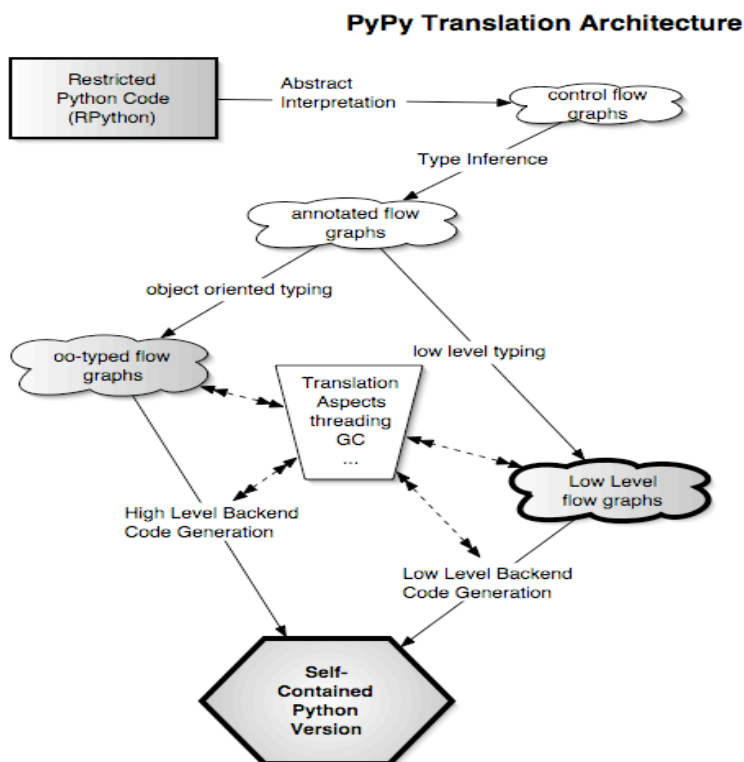 PyPy Translation Architecture
Restricted
Python Code
(RPython)
Abstract
Interpretation
control flow
graphs
Type Inference
annotated flow
graphs
object oriented typing
low level typing
oo-typed flow
graphs
Translation
Aspects
threading
GC
...
Low Level
flow graphs
High Level Backend
Code Generation
Low Level Backend
Code Generation
Self-
Contained
Python
Version